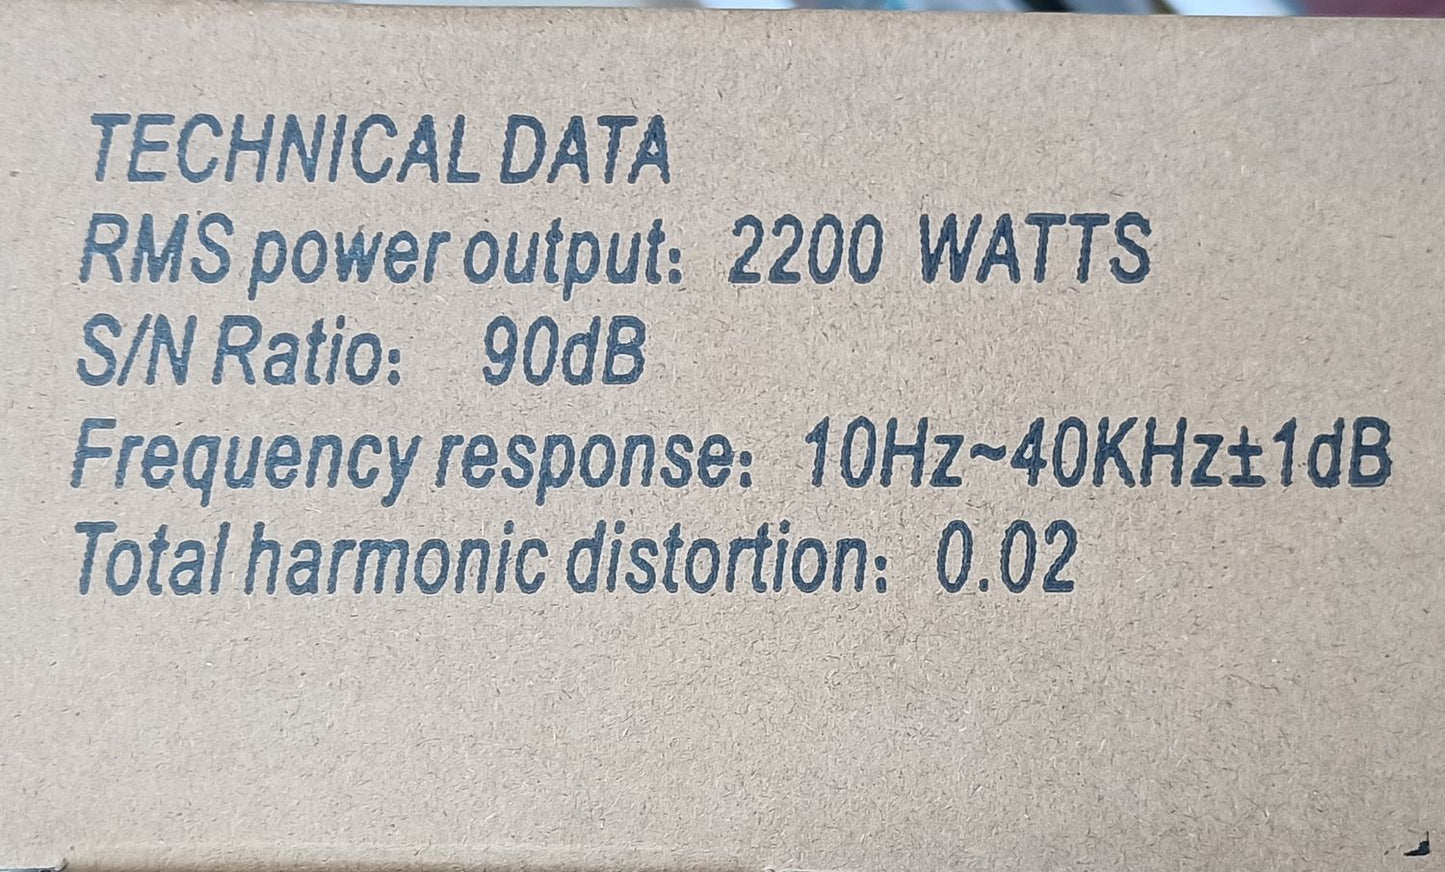 TECHNICAL DATA
RMS power output: 2200 WATTS
S/N Ratio: 90dB
Frequency response: 10Hz~40KHz±1dB
Total harmonic distortion: 0.02